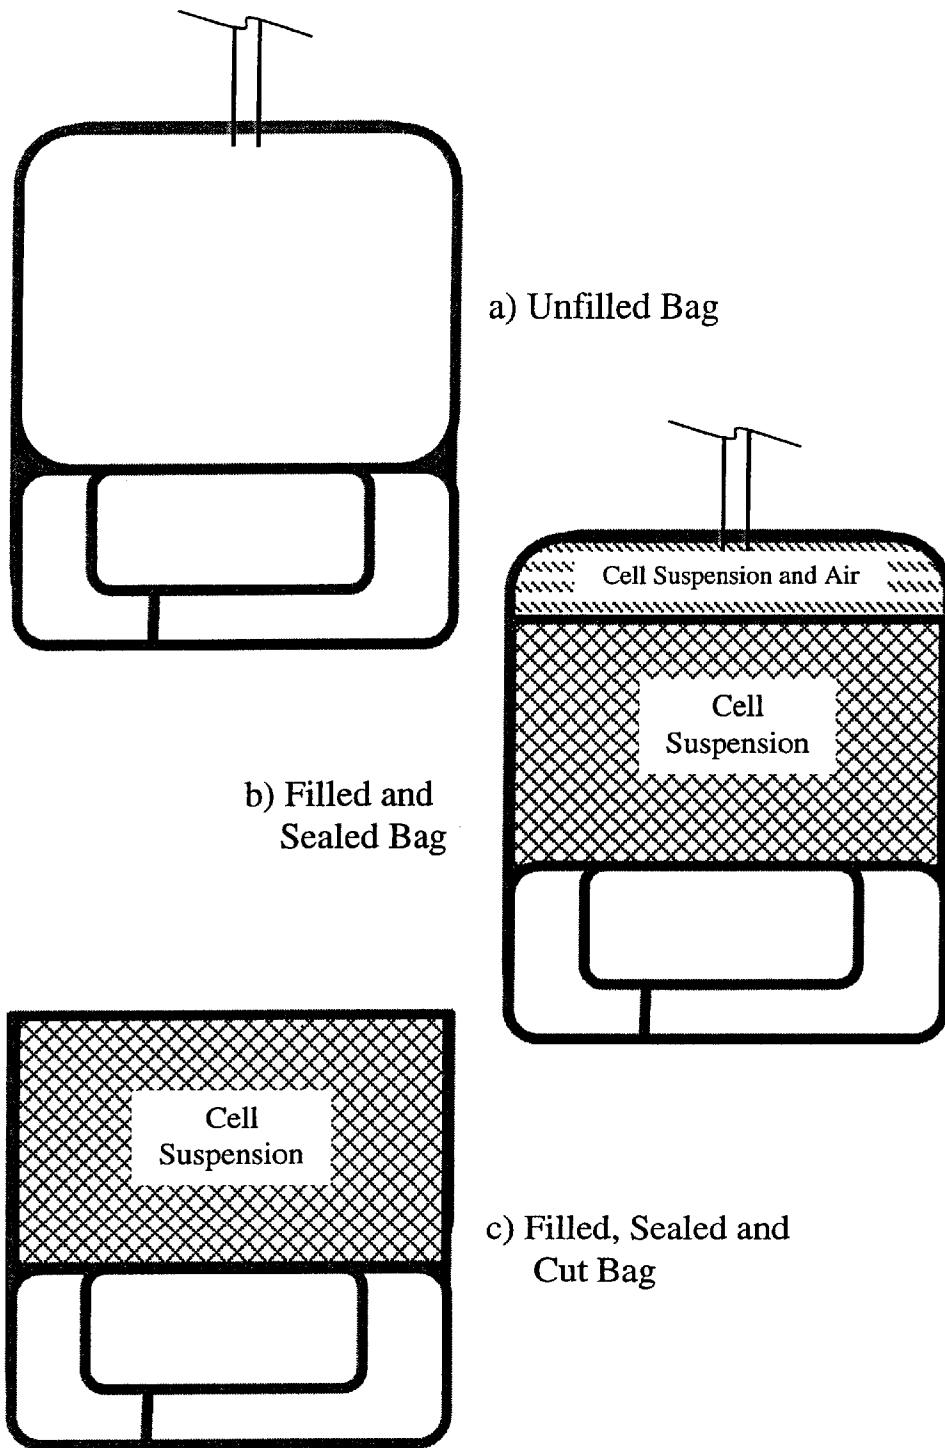 a) Unfilled Bag
Cell Suspension and Air
Cell
Suspension
b) Filled and
Sealed Bag
Cell
Suspension
c) Filled, Sealed and
Cut Bag